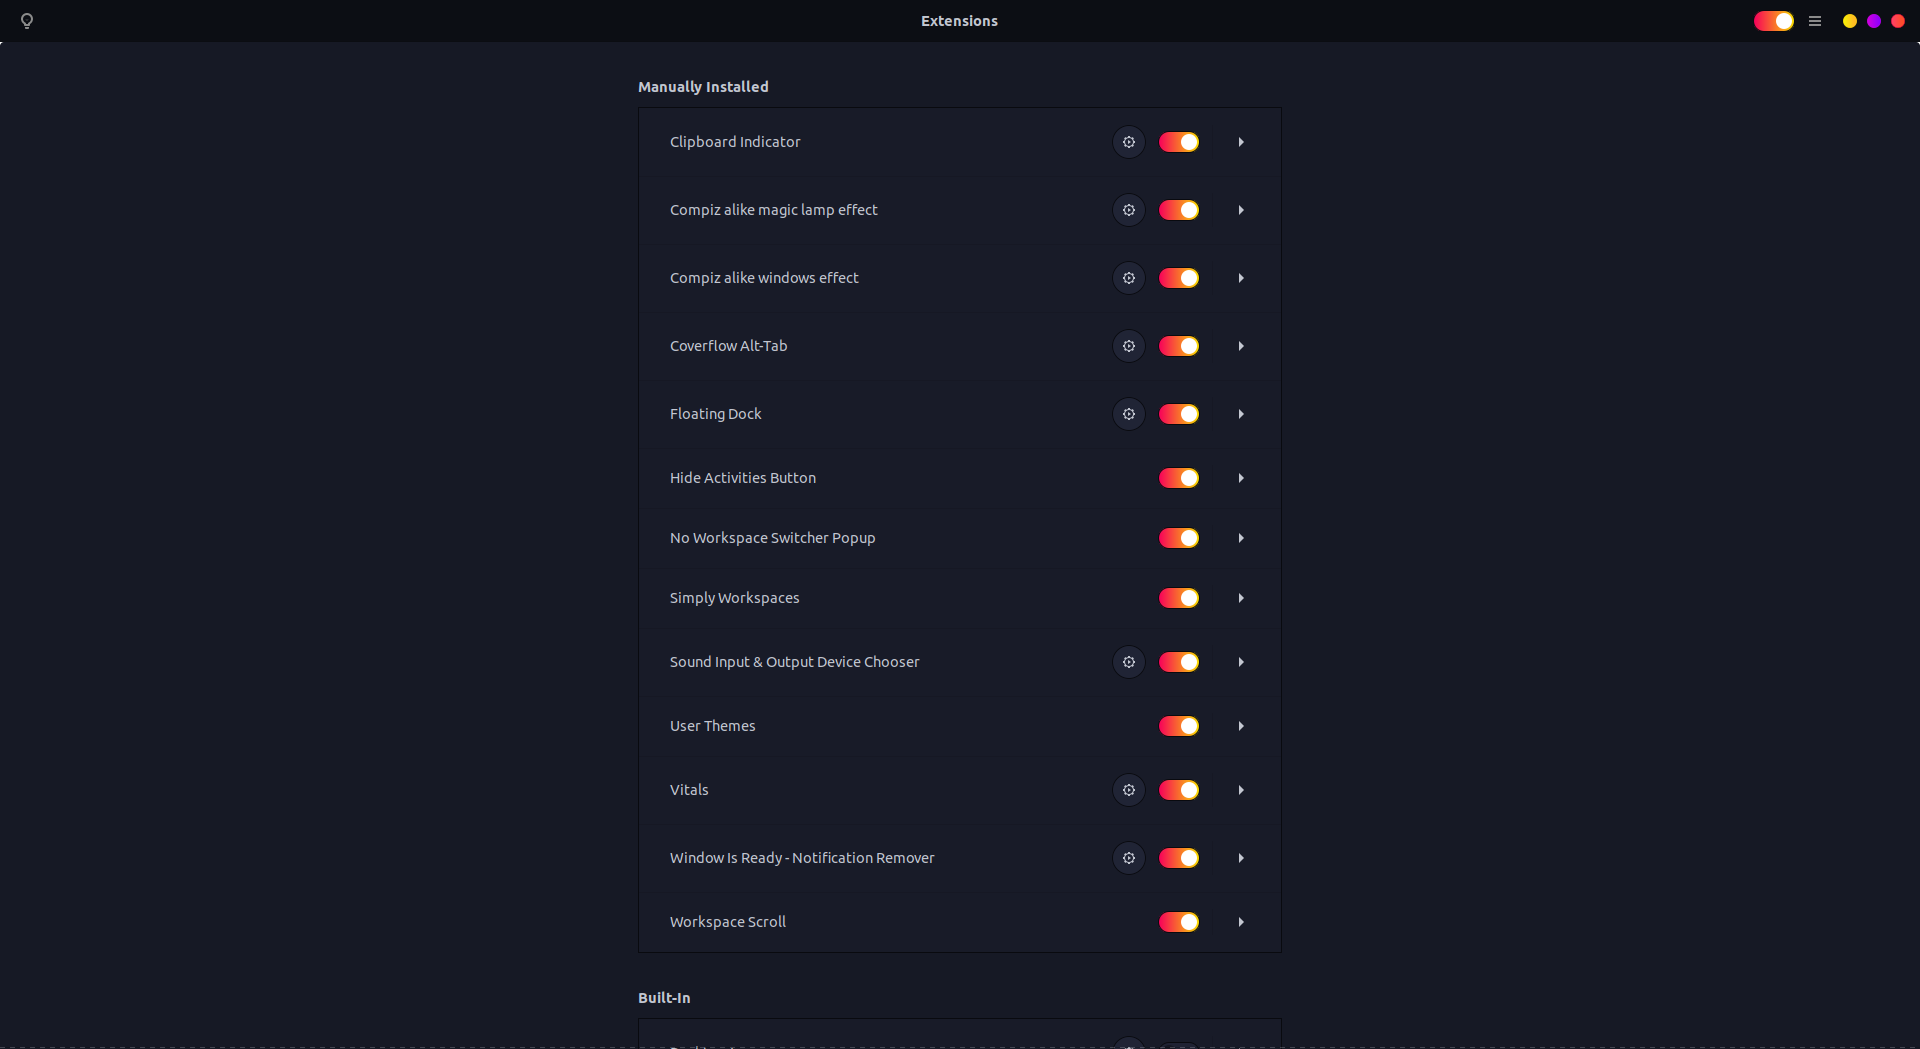 Extensions
Manually Installed
Clipboard Indicator
Compiz alike magic lamp effect
Compiz alike windows effect
Coverflow Alt-Tab
Floating Dock
Hide Activities Button
No Workspace Switcher Popup
Simply Workspaces
Sound Input & Output Device Chooser
User Themes
Vitals
Window Is Ready - Notification Remover
Workspace Scroll
Built-In